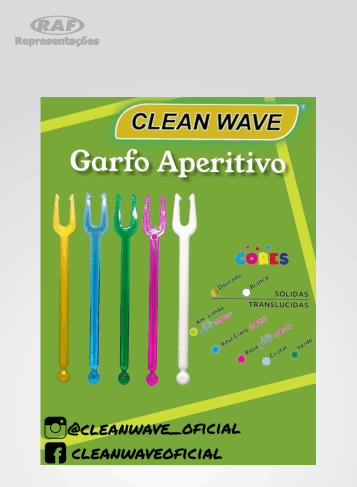 RAF
Representações
CLEAN WAVE
Garfo Aperitivo
CORES
Dourado
Branco
SÓLIDAS
TRANSLUCIDAS
Am. Limão
Azul Claro
Rosa
Cristal
Verde
@cleanwave_oficial
cleanwaveoficial